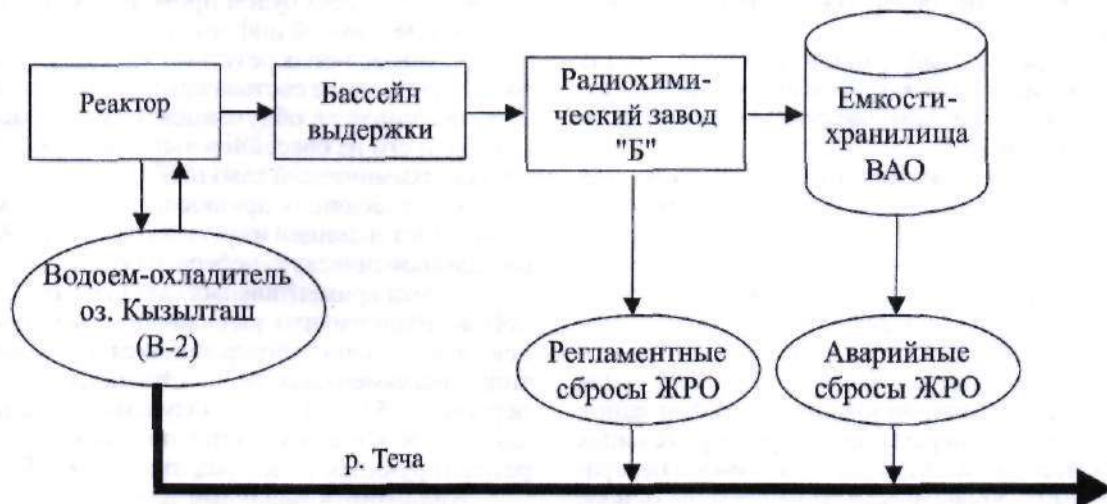 Реактор
Бассейн
выдержки
Радиохими-
ческий завод
"Б"
Емкости-
хранилища
ВАО
Водоем-охладитель
оз. Кызылташ
(В-2)
Регламентные
сбросы ЖРО
Аварийные
сбросы ЖРО
р. Теча